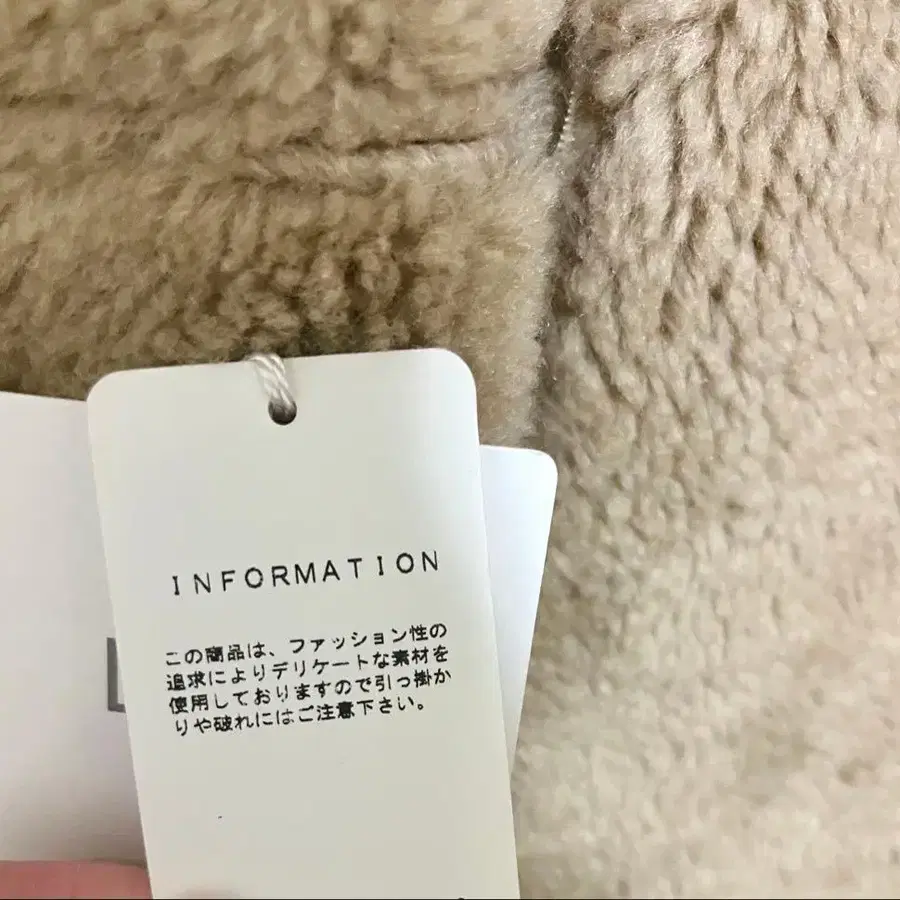 INFORMATION
この商品は、ファッション性の
追求によりデリケートな素材を
使用しておりますので引っ掛か
りや破れにはご注意下さい。